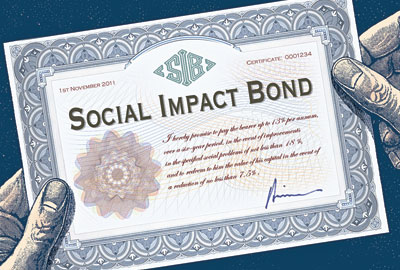 SIB
1ST NOVEMBER 2011
CERTIFICATE: 0001234
SOCIAL IMPACT BOND
I hereby promise to pay the bearer up to 13% per annum,
over a six-year period, in the event of improvements
in the specified social problems of not less than 18%,
and to redeem to him the value of his capital in the event of
a reduction of no less than 7.5%.